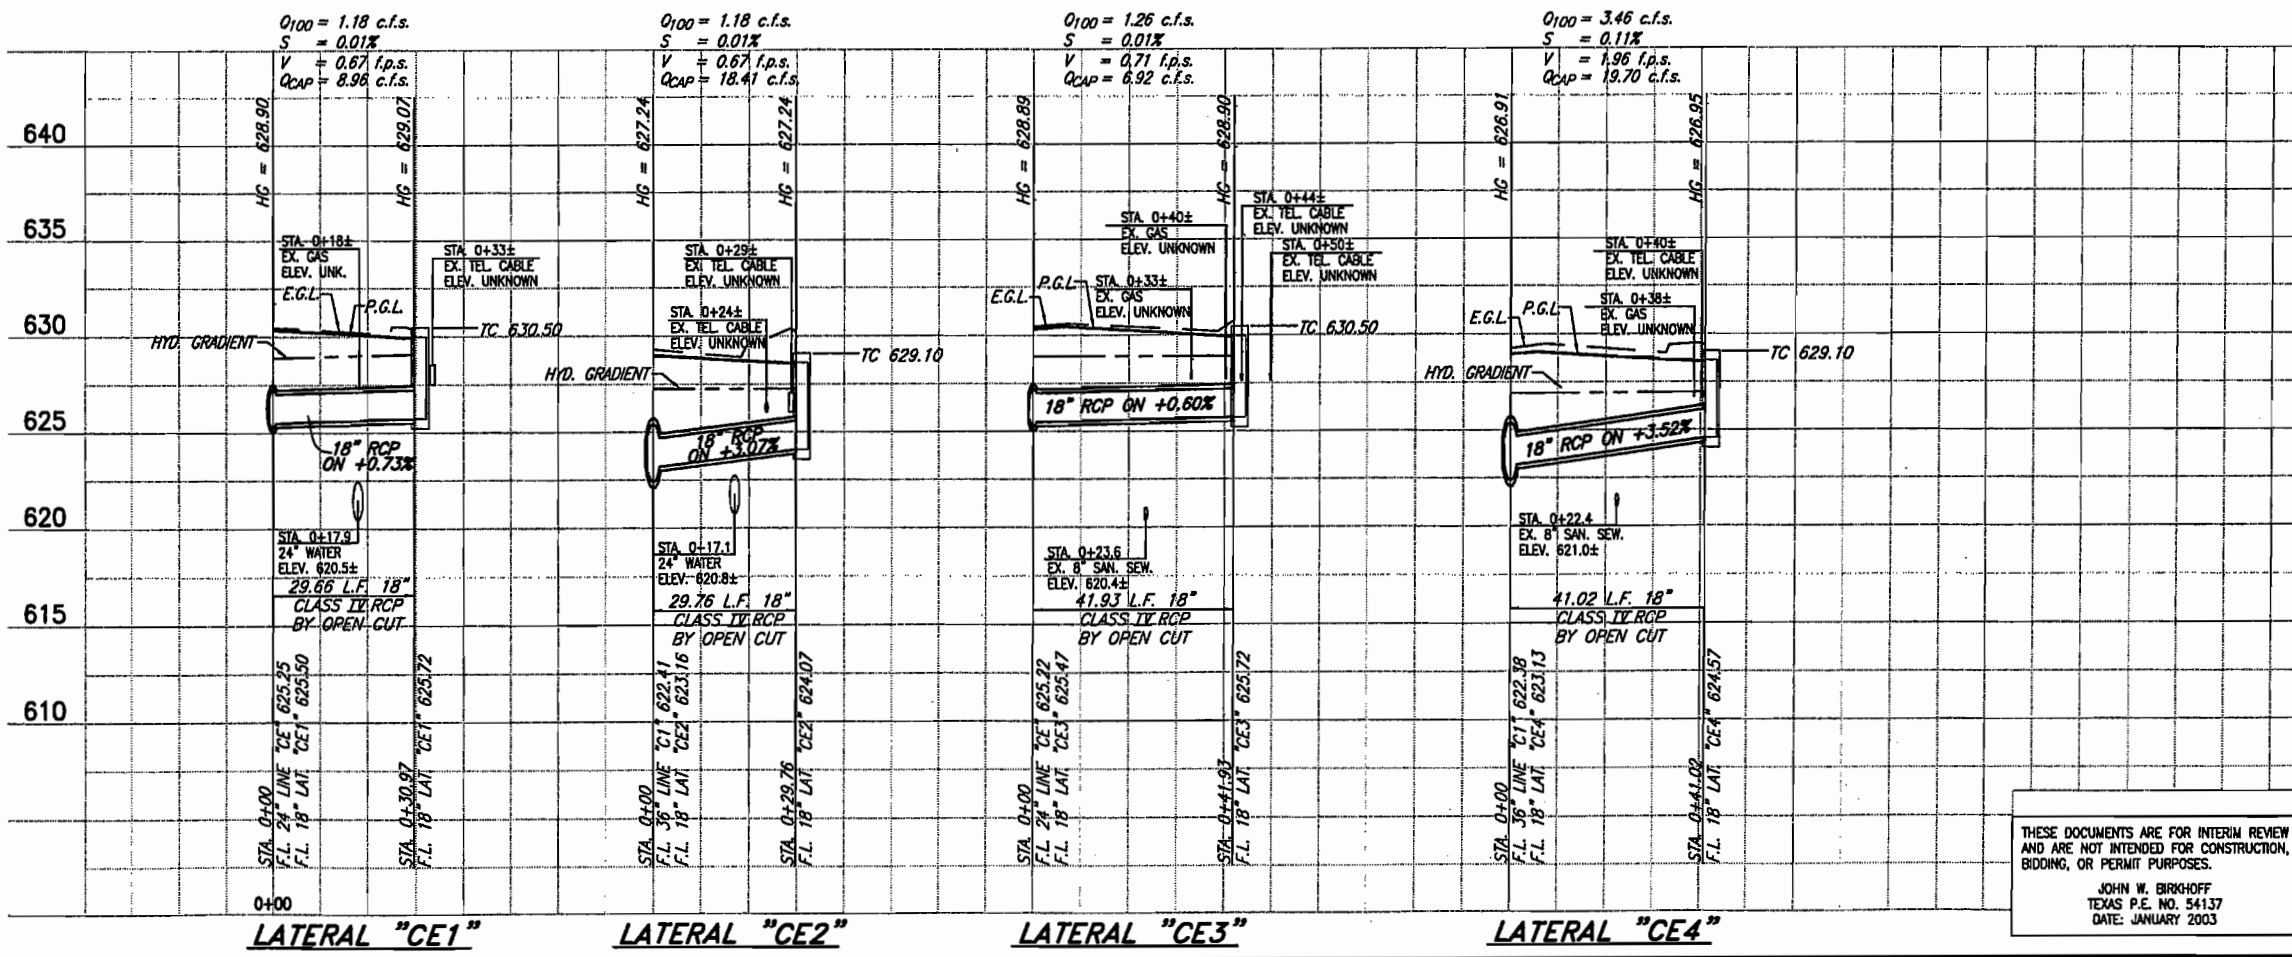 Q100 = 1.18 c.f.s.
S = 0.01%
V = 0.67 f.p.s.
QCAP = 8.96 c.f.s.
Q100 = 1.18 c.f.s.
S = 0.01%
V = 0.67 f.p.s.
QCAP = 18.41 c.f.s.
Q100 = 1.26 c.f.s.
S = 0.01%
V = 0.71 f.p.s.
QCAP = 6.92 c.f.s.
Q100 = 3.46 c.f.s.
S = 0.11%
V = 1.96 f.p.s.
QCAP = 19.70 c.f.s.
640
635
630
625
620
615
610
HG = 628.90
HG = 629.07
STA. 0+18±
EX. GAS
ELEV. UNK.
STA. 0+33±
EX. TEL. CABLE
ELEV. UNKNOWN
E.G.L.
P.G.L.
TC 630.50
HYD. GRADIENT
18" RCP
ON +0.73%
STA. 0+17.9
24" WATER
ELEV. 620.5±
29.66 L.F. 18"
CLASS IV RCP
BY OPEN CUT
STA. 0+00
F.L. 24" LINE "CE" 625.25
F.L. 18" LAT. "CE1" 625.50
STA. 0+30.97
F.L. 18" LAT. "CE1" 625.72
0+00
LATERAL "CE1"
HG = 627.24
HG = 627.24
STA. 0+29±
EX. TEL. CABLE
ELEV. UNKNOWN
STA. 0+24±
EX. TEL. CABLE
ELEV. UNKNOWN
TC 629.10
HYD. GRADIENT
18" RCP
ON +3.07%
STA. 0+17.1
24" WATER
ELEV. 620.8±
29.76 L.F. 18"
CLASS IV RCP
BY OPEN CUT
STA. 0+00
F.L. 36" LINE "C1" 622.41
F.L. 18" LAT. "CE2" 623.16
STA. 0+29.76
F.L. 18" LAT. "CE2" 624.07
LATERAL "CE2"
HG = 628.89
HG = 628.90
STA. 0+44±
EX. TEL. CABLE
ELEV. UNKNOWN
STA. 0+40±
EX. GAS
ELEV. UNKNOWN
STA. 0+50±
EX. TEL. CABLE
ELEV. UNKNOWN
STA. 0+33±
EX. GAS
ELEV. UNKNOWN
E.G.L.
P.G.L.
TC 630.50
18" RCP ON +0.60%
STA. 0+23.6
EX. 8" SAN. SEW.
ELEV. 620.4±
41.93 L.F. 18"
CLASS IV RCP
BY OPEN CUT
STA. 0+00
F.L. 24" LINE "CE" 625.22
F.L. 18" LAT. "CE3" 625.47
STA. 0+41.93
F.L. 18" LAT. "CE3" 625.72
LATERAL "CE3"
HG = 626.91
HG = 626.95
STA. 0+40±
EX. TEL. CABLE
ELEV. UNKNOWN
STA. 0+38±
EX. GAS
ELEV. UNKNOWN
E.G.L.
P.G.L.
TC 629.10
HYD. GRADIENT
18" RCP ON +3.52%
STA. 0+22.4
EX. 8" SAN. SEW.
ELEV. 621.0±
41.02 L.F. 18"
CLASS IV RCP
BY OPEN CUT
STA. 0+00
F.L. 36" LINE "C1" 622.38
F.L. 18" LAT. "CE4" 623.13
STA. 0+41.02
F.L. 18" LAT. "CE4" 624.57
LATERAL "CE4"
THESE DOCUMENTS ARE FOR INTERIM REVIEW
AND ARE NOT INTENDED FOR CONSTRUCTION,
BIDDING, OR PERMIT PURPOSES.
JOHN W. BIRKHOFF
TEXAS P.E. NO. 54137
DATE: JANUARY 2003